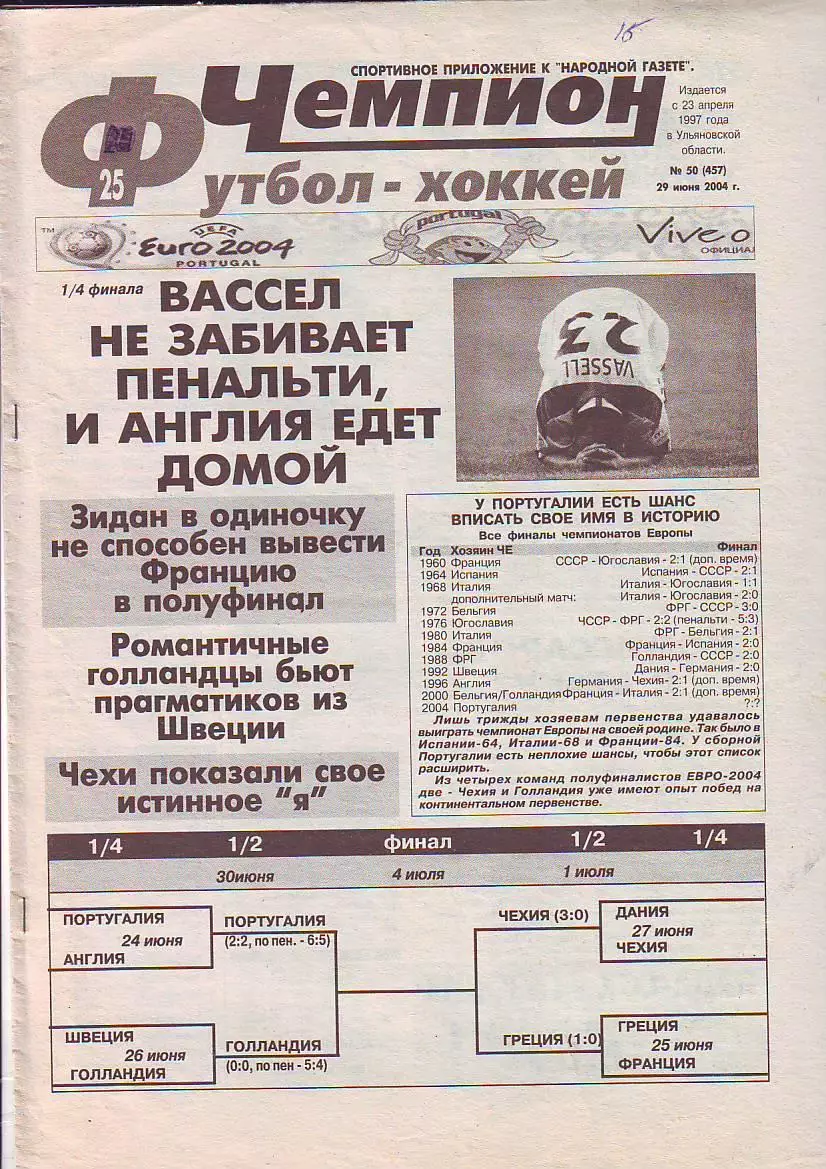 15
СПОРТИВНОЕ ПРИЛОЖЕНИЕ К "НАРОДНОЙ ГАЗЕТЕ".
Чемпион
Футбол - хоккей
25
Издается
с 23 апреля
1997 года
в Ульяновской
области.
№ 50 (457)
29 июня 2004 г.
TM
UEFA
Euro2004
PORTUGAL
portugal
Vive o
ОФИЦИАЛ
1/4 финала
ВАССЕЛ
НЕ ЗАБИВАЕТ
ПЕНАЛЬТИ,
И АНГЛИЯ ЕДЕТ
ДОМОЙ
23
VASSELL
Зидан в одиночку
не способен вывести
Францию
в полуфинал
Романтичные
голландцы бьют
прагматиков из
Швеции
Чехи показали свое
истинное "я"
У ПОРТУГАЛИИ ЕСТЬ ШАНС
ВПИСАТЬ СВОЕ ИМЯ В ИСТОРИЮ
Все финалы чемпионатов Европы
Год Хозяин ЧЕ Финал
1960 Франция СССР - Югославия - 2:1 (доп. время)
1964 Испания Испания - СССР - 2:1
1968 Италия Италия - Югославия - 1:1
дополнительный матч: Италия - Югославия - 2:0
1972 Бельгия ФРГ - СССР - 3:0
1976 Югославия ЧССР - ФРГ - 2:2 (пенальти - 5:3)
1980 Италия ФРГ - Бельгия - 2:1
1984 Франция Франция - Испания - 2:0
1988 ФРГ Голландия - СССР - 2:0
1992 Швеция Дания - Германия - 2:0
1996 Англия Германия - Чехия- 2:1 (доп. время)
2000 Бельгия/Голландия Франция - Италия - 2:1 (доп. время)
2004 Португалия ?:?
Лишь трижды хозяевам первенства удавалось
выиграть чемпионат Европы на своей родине. Так было в
Испании-64, Италии-68 и Франции-84. У сборной
Португалии есть неплохие шансы, чтобы этот список
расширить.
Из четырех команд полуфиналистов ЕВРО-2004
две - Чехия и Голландия уже имеют опыт побед на
континентальном первенстве.
1/4 1/2 финал 1/2 1/4
30июня 4 июля 1 июля
ПОРТУГАЛИЯ
24 июня
АНГЛИЯ
ПОРТУГАЛИЯ
(2:2, по пен. - 6:5)
ЧЕХИЯ (3:0)
ДАНИЯ
27 июня
ЧЕХИЯ
ШВЕЦИЯ
26 июня
ГОЛЛАНДИЯ
ГОЛЛАНДИЯ
(0:0, по пен - 5:4)
ГРЕЦИЯ (1:0)
ГРЕЦИЯ
25 июня
ФРАНЦИЯ